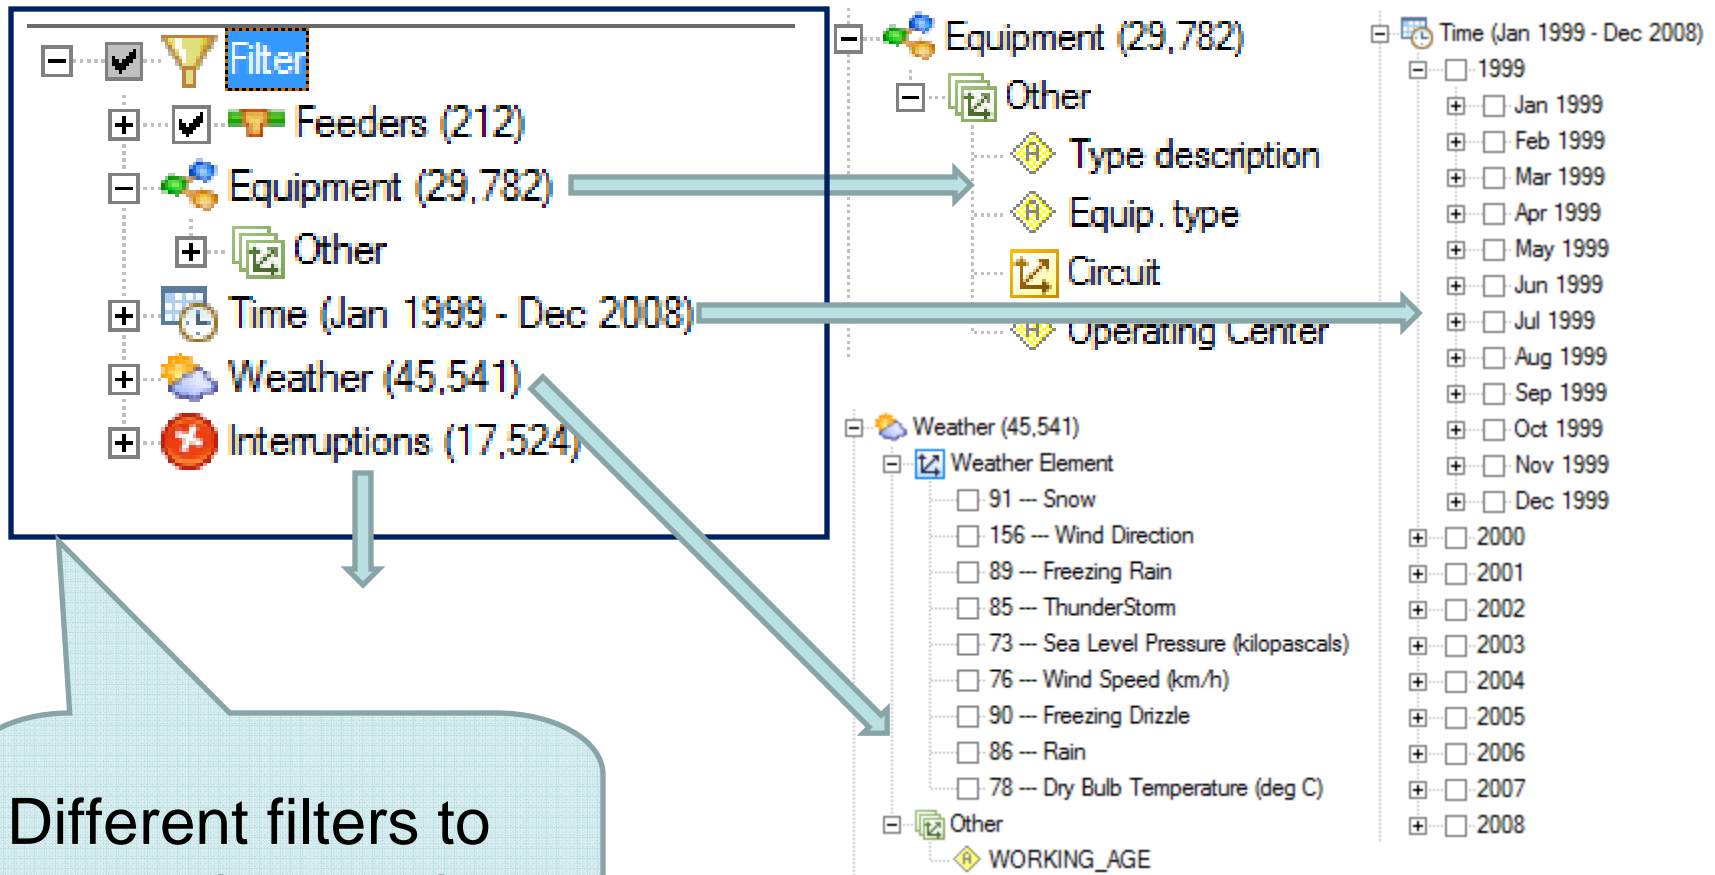 Filter
Feeders (212)
Equipment (29,782)
Other
Time (Jan 1999 - Dec 2008)
Weather (45,541)
Interruptions (17,524)
Different filters to
Equipment (29,782)
Other
Type description
Equip. type
Circuit
Operating Center
Weather (45,541)
Weather Element
91 --- Snow
156 --- Wind Direction
89 --- Freezing Rain
85 --- ThunderStorm
73 --- Sea Level Pressure (kilopascals)
76 --- Wind Speed (km/h)
90 --- Freezing Drizzle
86 --- Rain
78 --- Dry Bulb Temperature (deg C)
Other
WORKING_AGE
Time (Jan 1999 - Dec 2008)
1999
Jan 1999
Feb 1999
Mar 1999
Apr 1999
May 1999
Jun 1999
Jul 1999
Aug 1999
Sep 1999
Oct 1999
Nov 1999
Dec 1999
2000
2001
2002
2003
2004
2005
2006
2007
2008